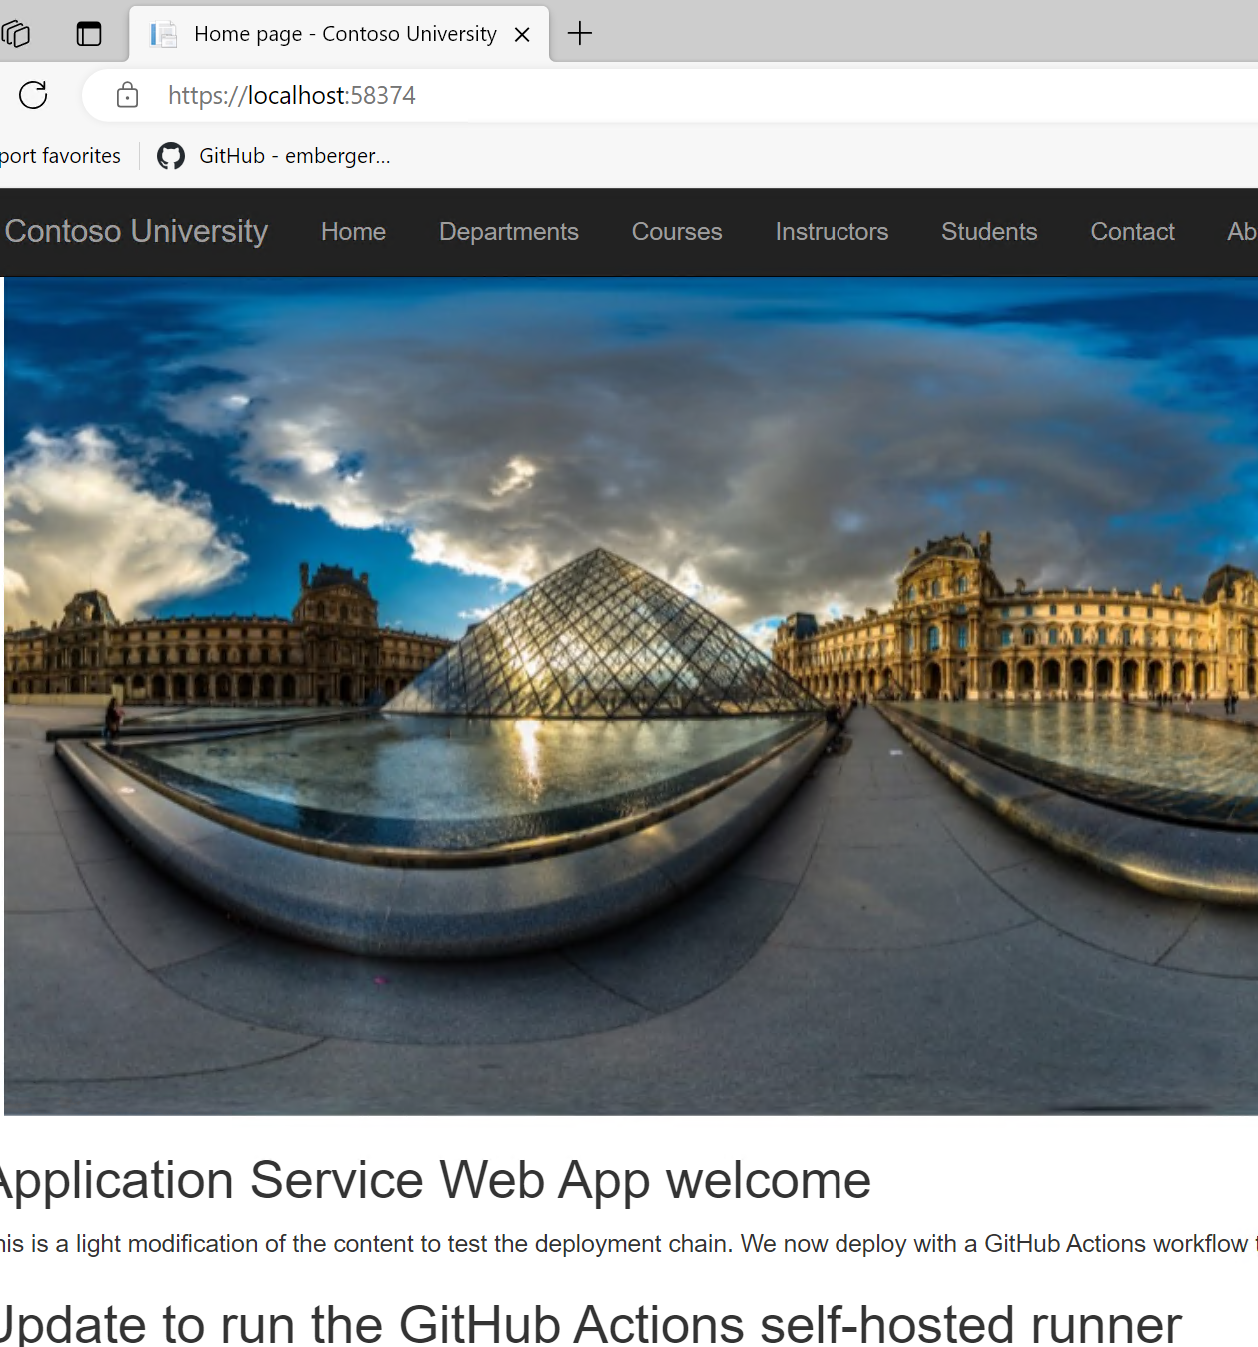 Home page - Contoso University
https://localhost:58374
port favorites
GitHub - emberger...
Contoso University Home Departments Courses Instructors Students Contact Ab
Application Service Web App welcome
his is a light modification of the content to test the deployment chain. We now deploy with a GitHub Actions workflow t
Update to run the GitHub Actions self-hosted runner